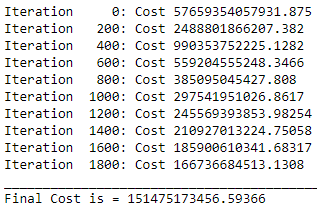 Iteration    0: Cost 57659354057931.875
Iteration  200: Cost 2488801866207.382
Iteration  400: Cost 990353752225.1282
Iteration  600: Cost 559204555248.3466
Iteration  800: Cost 385095045427.808
Iteration 1000: Cost 297541951026.8617
Iteration 1200: Cost 245569393853.98254
Iteration 1400: Cost 210927013224.75058
Iteration 1600: Cost 185900610341.68317
Iteration 1800: Cost 166736684513.1308
Final Cost is = 151475173456.59366